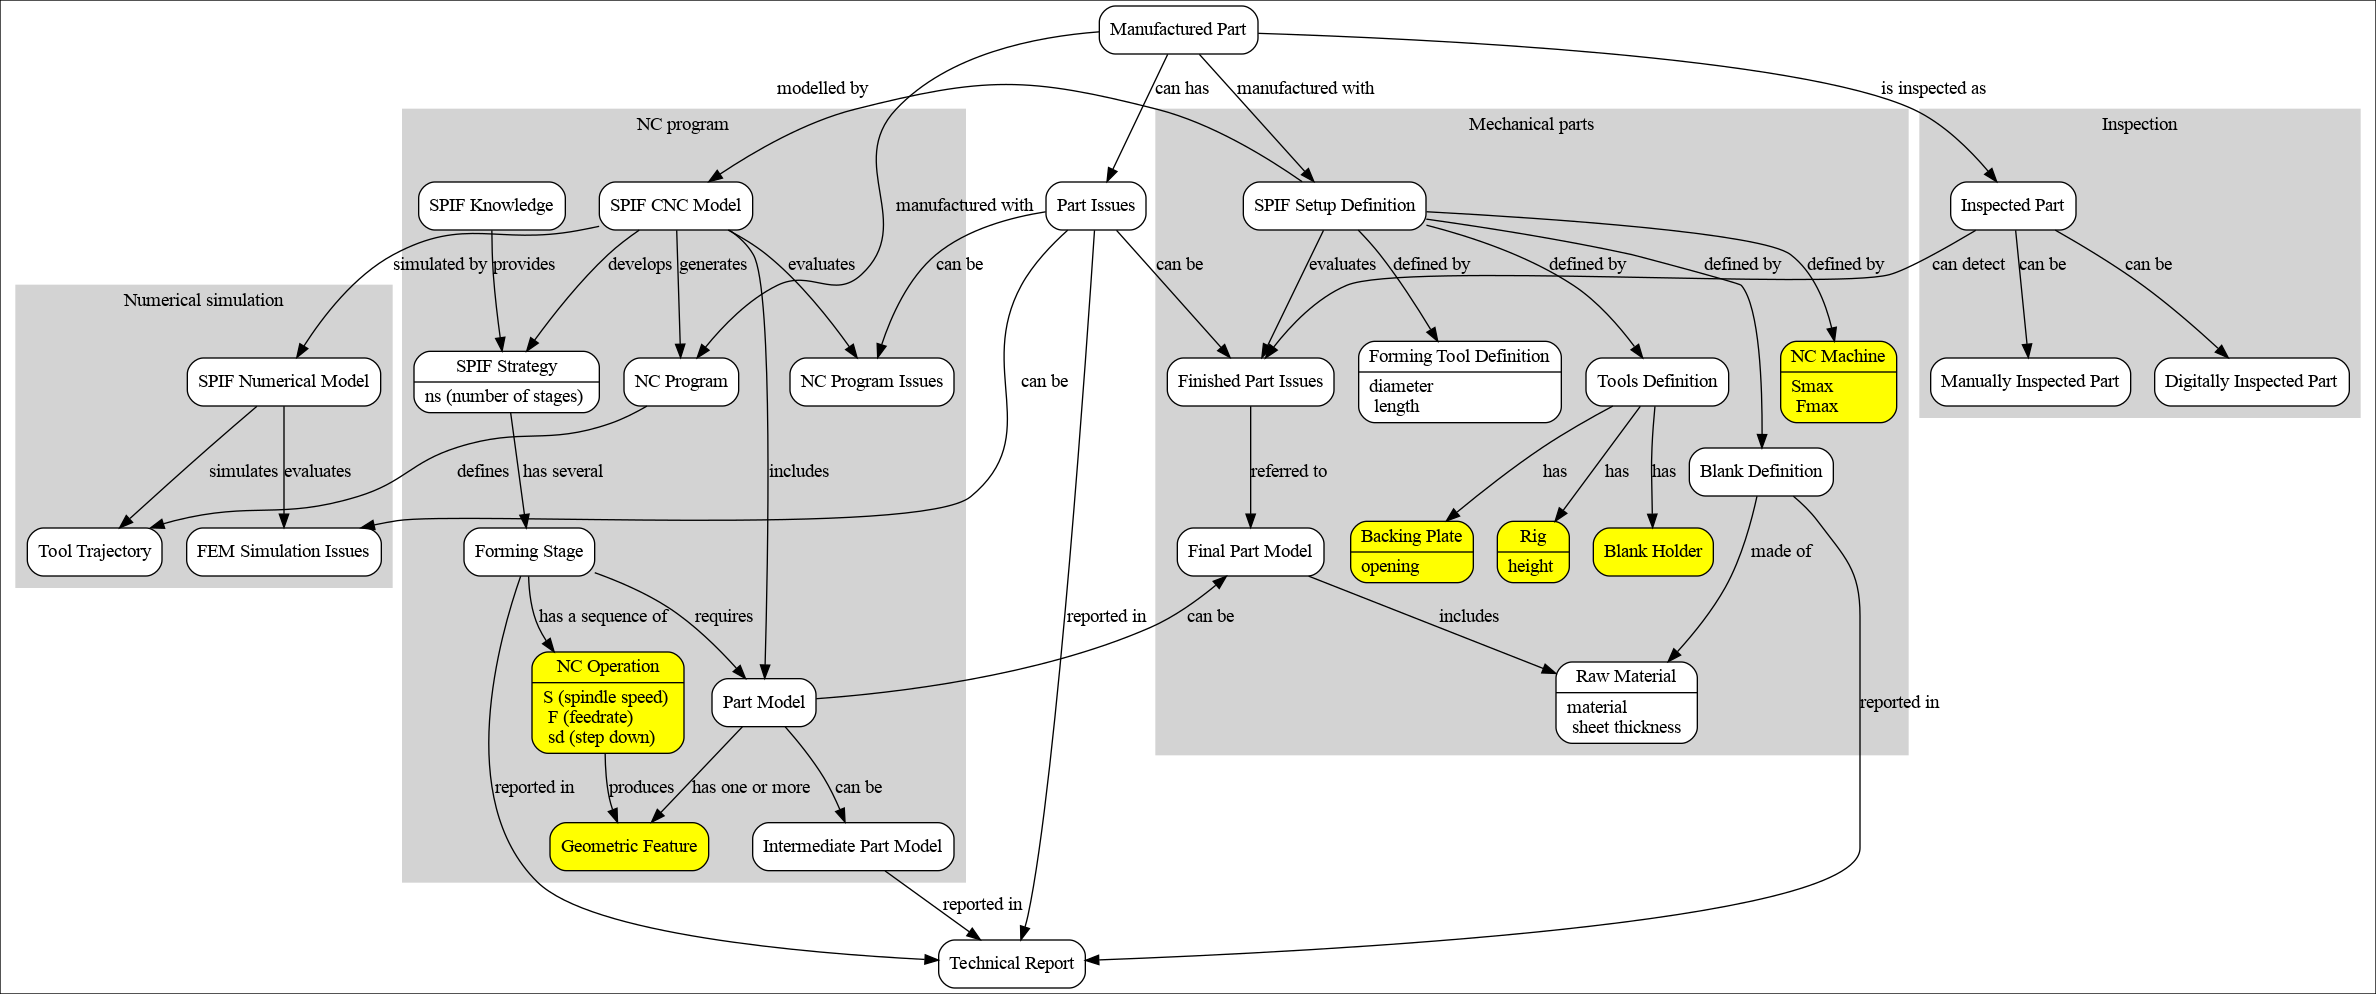 Manufactured Part
modelled by
can has
manufactured with
is inspected as
NC program
Mechanical parts
Inspection
SPIF Knowledge
SPIF CNC Model
manufactured with
Part Issues
SPIF Setup Definition
Inspected Part
simulated by
provides
develops
generates
evaluates
can be
can be
evaluates
defined by
defined by
defined by
defined by
can detect
can be
can be
Numerical simulation
SPIF Numerical Model
SPIF Strategy
ns (number of stages)
NC Program
NC Program Issues
can be
Finished Part Issues
Forming Tool Definition
diameter
length
Tools Definition
NC Machine
Smax
Fmax
Manually Inspected Part
Digitally Inspected Part
simulates
evaluates
defines
has several
includes
referred to
has
has
has
Blank Definition
Tool Trajectory
FEM Simulation Issues
Forming Stage
Final Part Model
Backing Plate
opening
Rig
height
Blank Holder
made of
has a sequence of
requires
reported in
can be
includes
NC Operation
S (spindle speed)
F (feedrate)
sd (step down)
Part Model
Raw Material
material
sheet thickness
reported in
reported in
produces
has one or more
can be
Geometric Feature
Intermediate Part Model
reported in
Technical Report